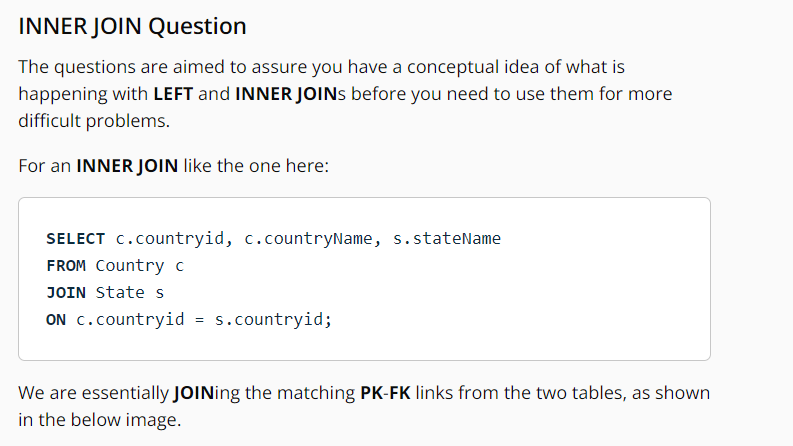 INNER JOIN Question
The questions are aimed to assure you have a conceptual idea of what is
happening with LEFT and INNER JOINs before you need to use them for more
difficult problems.
For an INNER JOIN like the one here:
SELECT c.countryid, c.countryName, s.stateName
FROM Country c
JOIN State s
ON c.countryid = s.countryid;
We are essentially JOINing the matching PK-FK links from the two tables, as shown
in the below image.